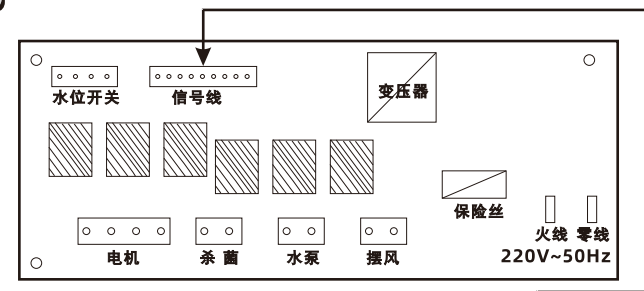 水位开关
信号线
变压器
保险丝
火线 零线
220V~50Hz
电机
杀 菌
水泵
摆风